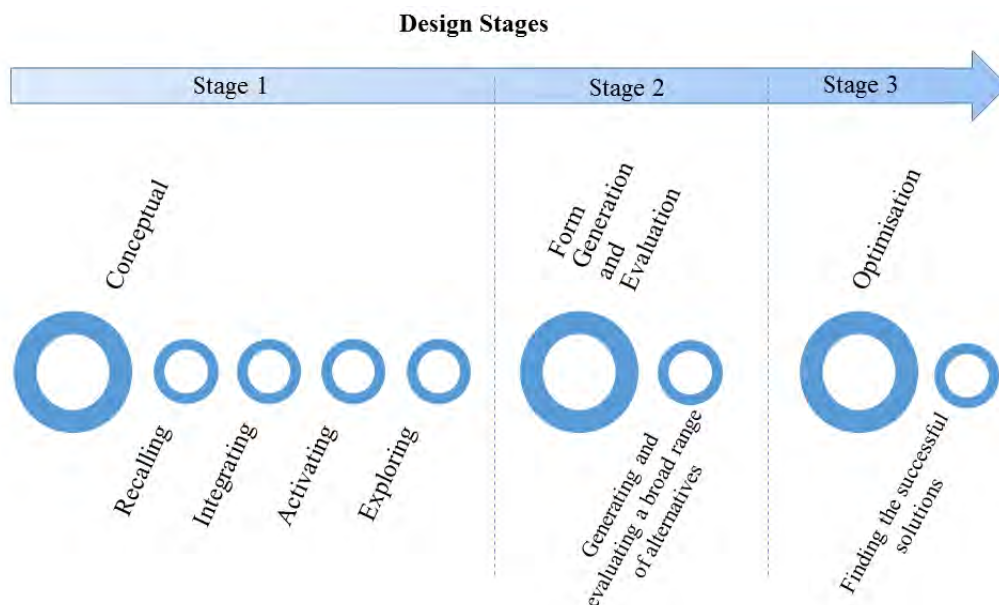 Design Stages
Stage 1
Stage 2
Stage 3
Conceptual
Recalling
Integrating
Activating
Exploring
Form
Generation
and
Evaluation
Generating and
evaluating a broad range
of alternatives
Optimisation
Finding the successful
solutions